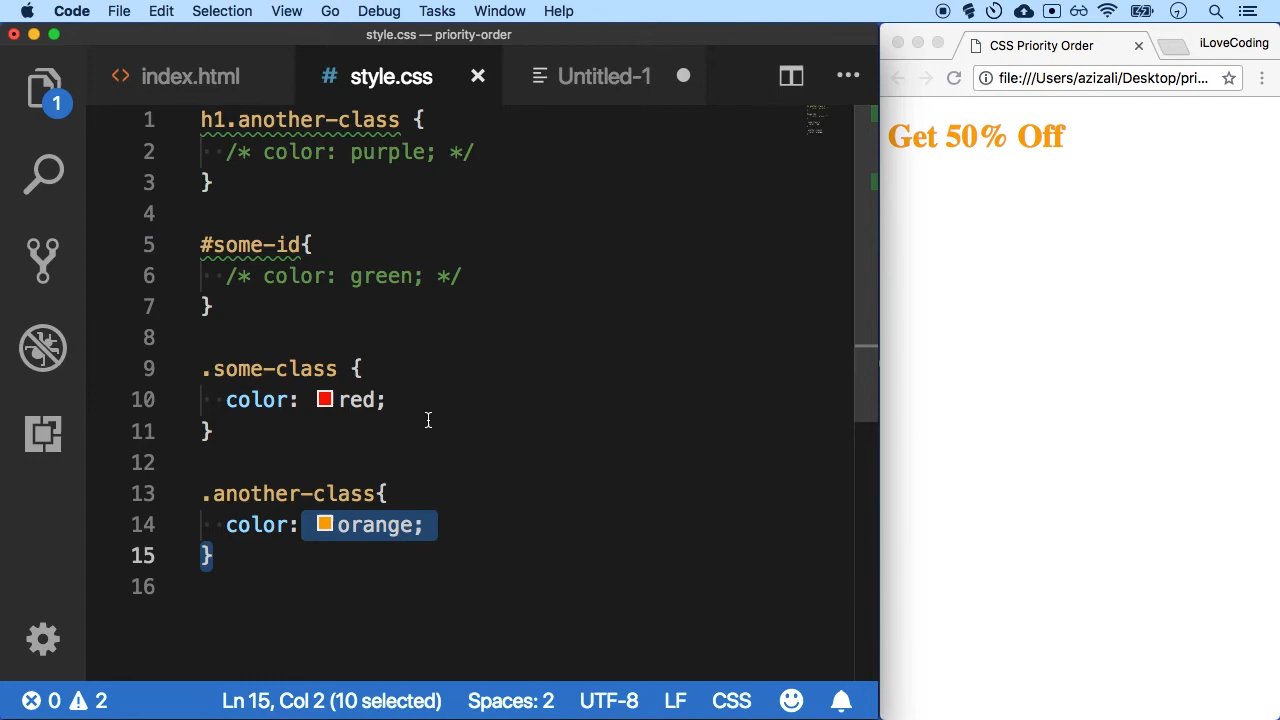 Code File Edit Selection View Go Debug Tasks Window Help
style.css — priority-order
index.html style.css Untitled-1
1 h1.another-class {
2 /* color: purple; */
3 }
4
5 #some-id{
6 /* color: green; */
7 }
8
9 .some-class {
10 color: red;
11 }
12
13 .another-class{
14 color: orange;
15 }
16
1
0 2 Ln 15, Col 2 (10 selected) Spaces: 2 UTF-8 LF CSS
CSS Priority Order iLoveCoding
file:///Users/azizali/Desktop/pri...
Get 50% Off